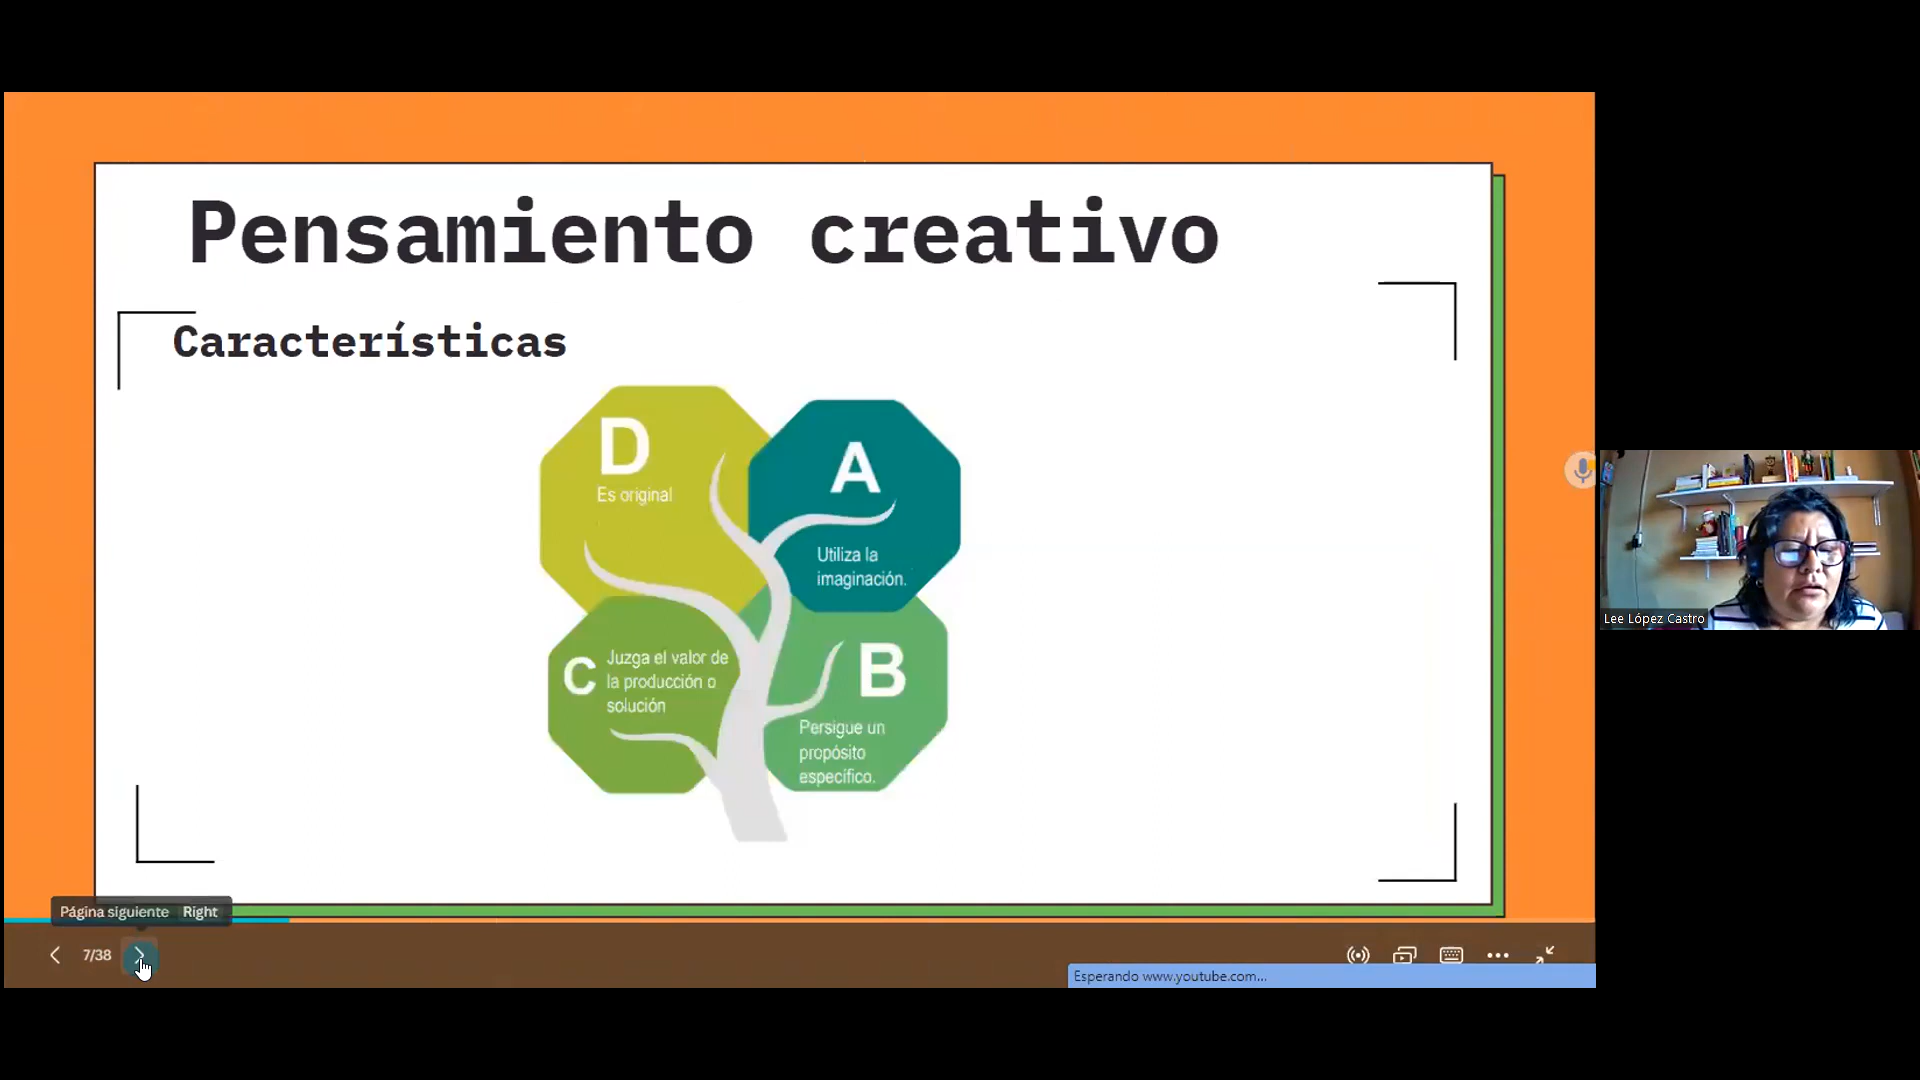 Pensamiento creativo
Características
D
Es original
A
Utiliza la
imaginación.
C
Juzga el valor de
la producción o
solución
B
Persigue un
propósito
específico.
Lee López Castro
Página siguiente Right
7/38
Esperando www.youtube.com...